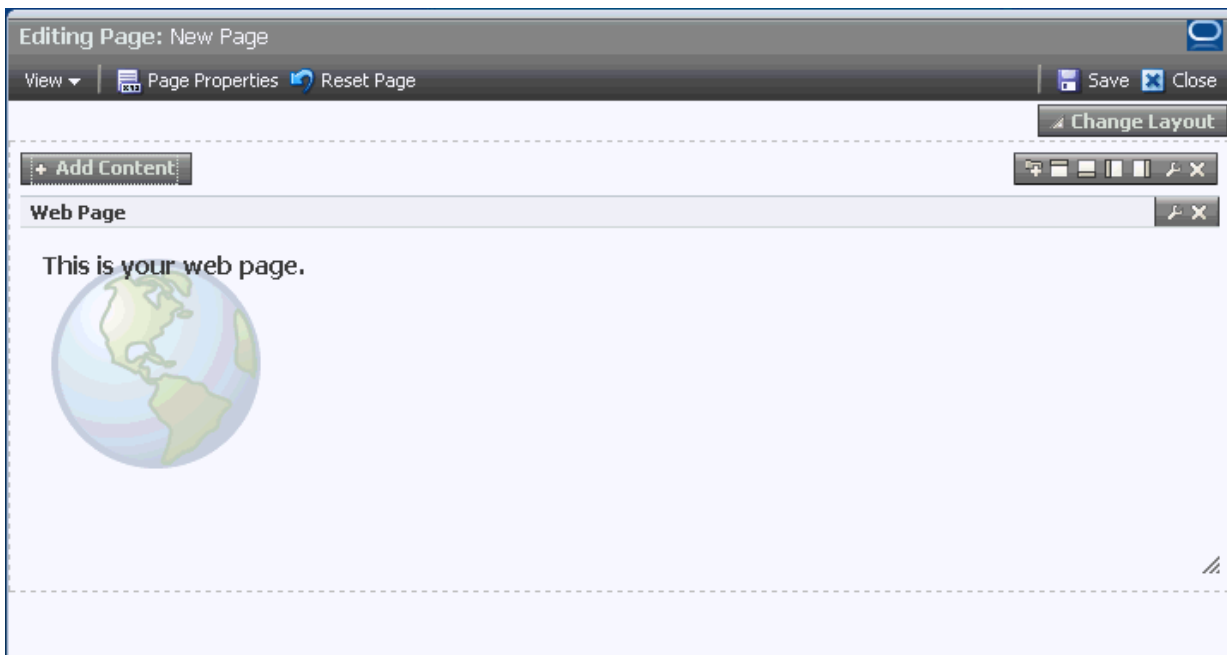 Editing Page: New Page
View Page Properties Reset Page Save Close
Change Layout
+ Add Content
Web Page
This is your web page.